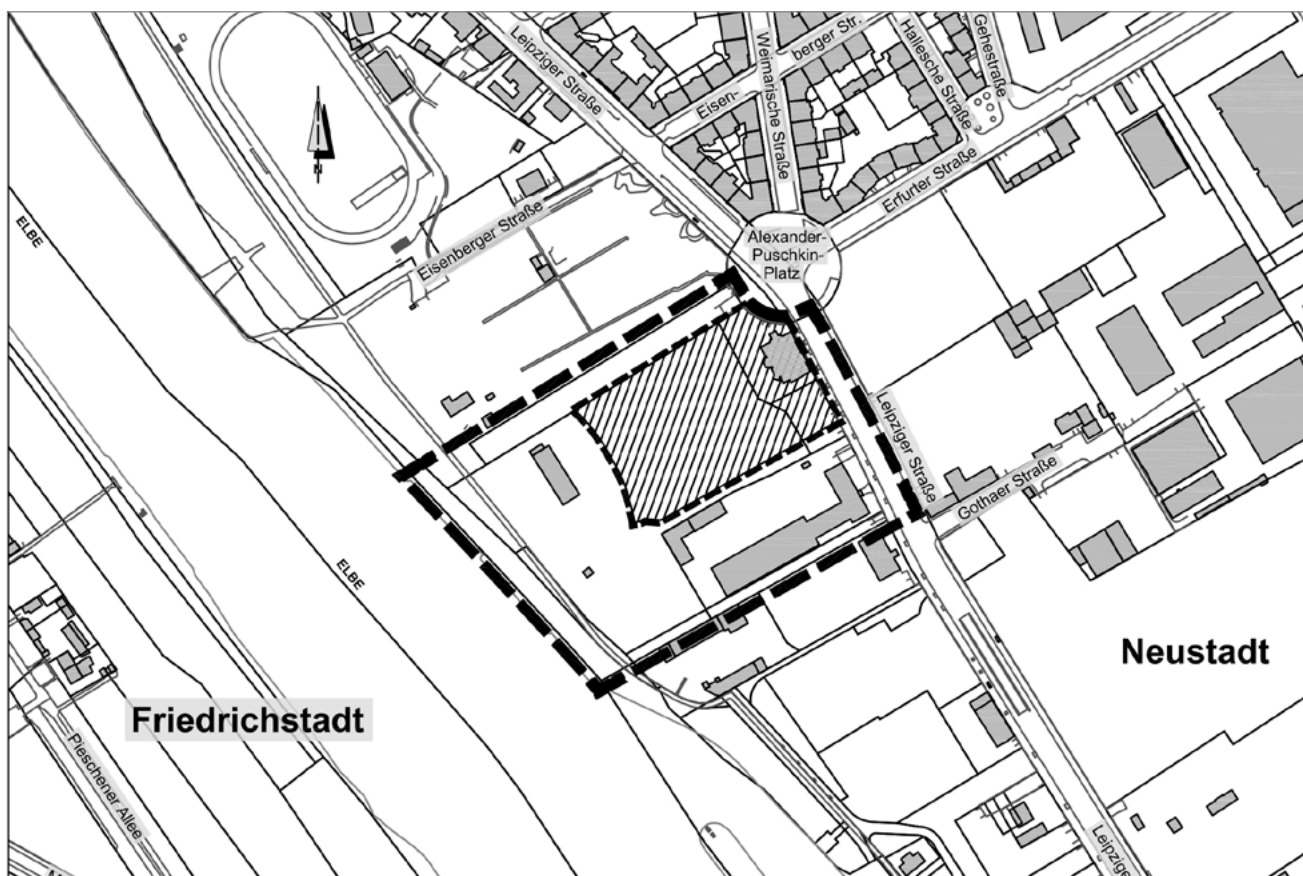 Leipziger Straße
Weimarische Straße
Eisen-
berger Str.
Hallesche Straße
Gehestraße
Erfurter Straße
N
ELBE
Eisenberger Straße
Alexander-
Puschkin-
Platz
Leipziger Straße
Gothaer Straße
ELBE
Neustadt
Friedrichstadt
Pieschener Allee